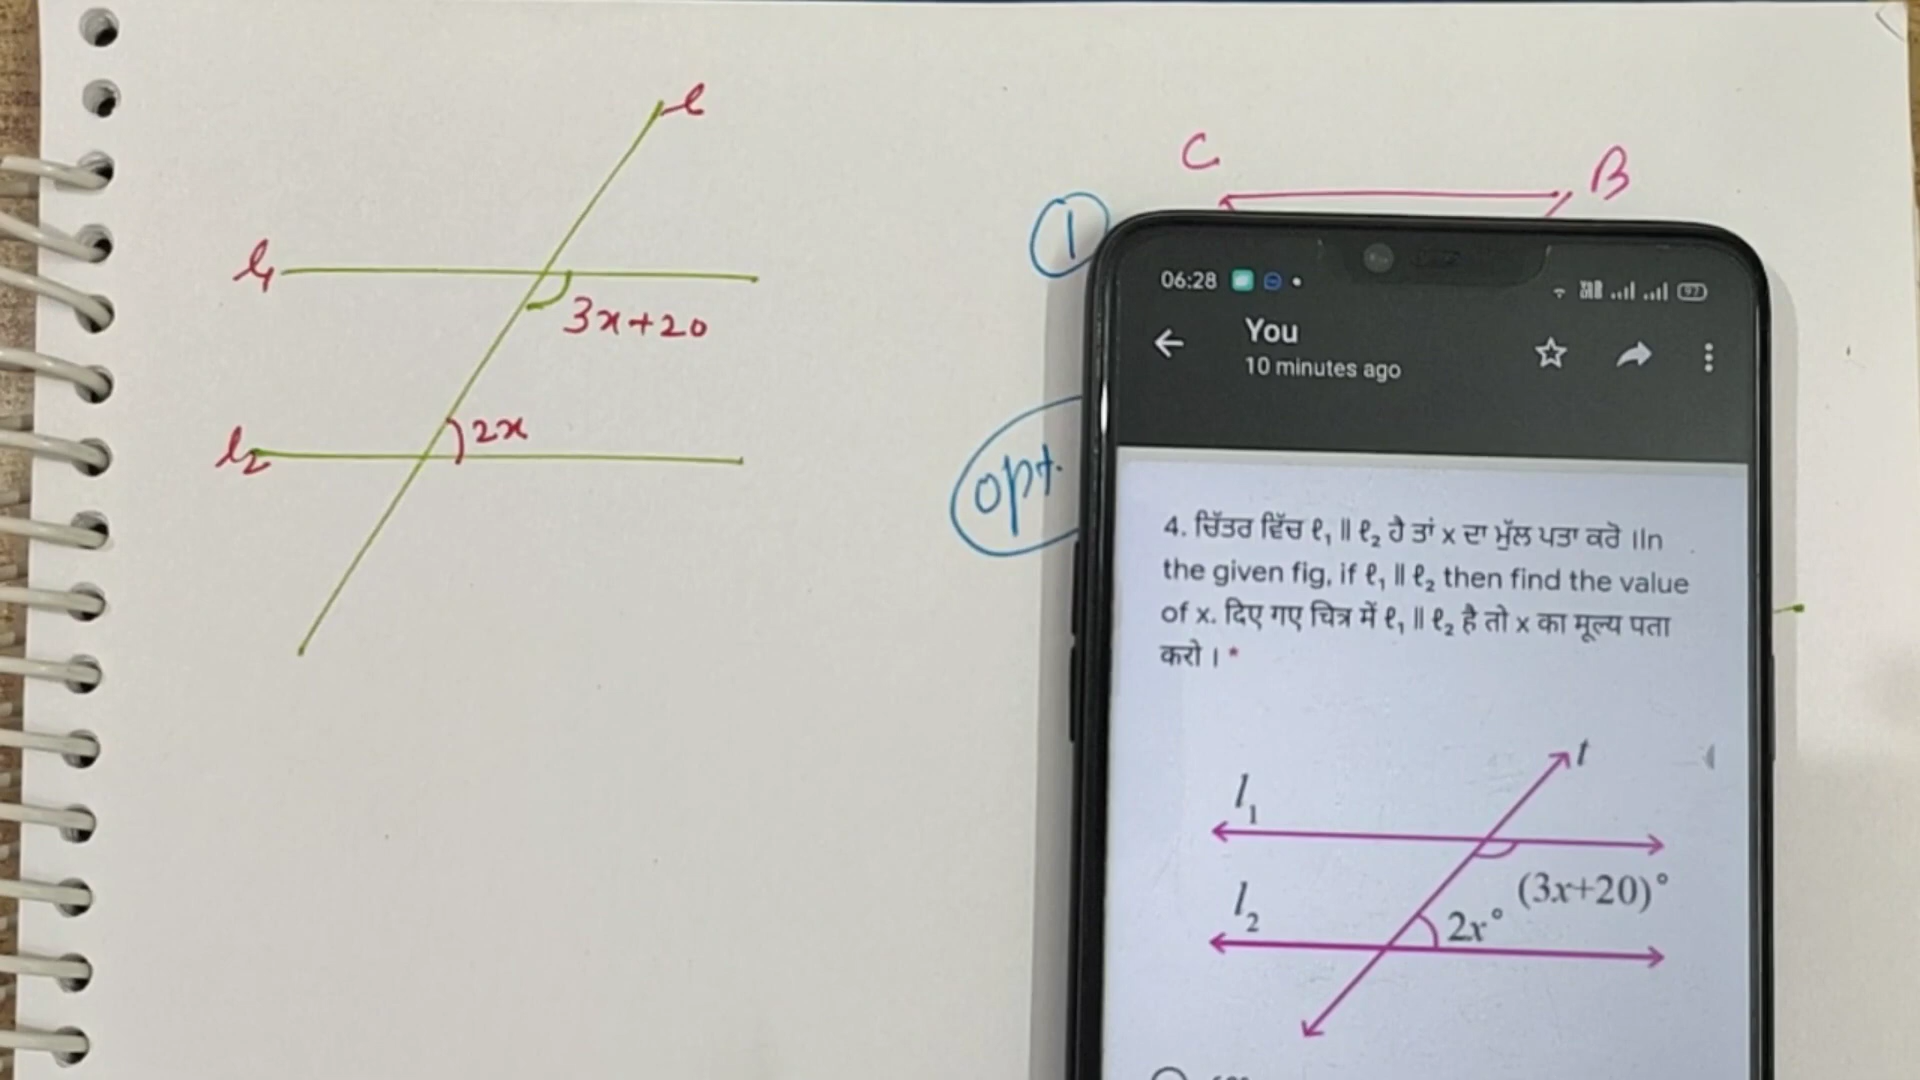 l
l1
3x+20
2x
l2
C
B
1
opt.
06:28
You
10 minutes ago
4. ਚਿੱਤਰ ਵਿੱਚ ℓ₁ || ℓ₂ ਹੈ ਤਾਂ x ਦਾ ਮੁੱਲ ਪਤਾ ਕਰੋ ।In
the given fig, if ℓ₁ || ℓ₂ then find the value
of x. दिए गए चित्र में ℓ₁ || ℓ₂ है तो x का मूल्य पता
करो । *
t
l₁
(3x+20)°
l₂
2x°